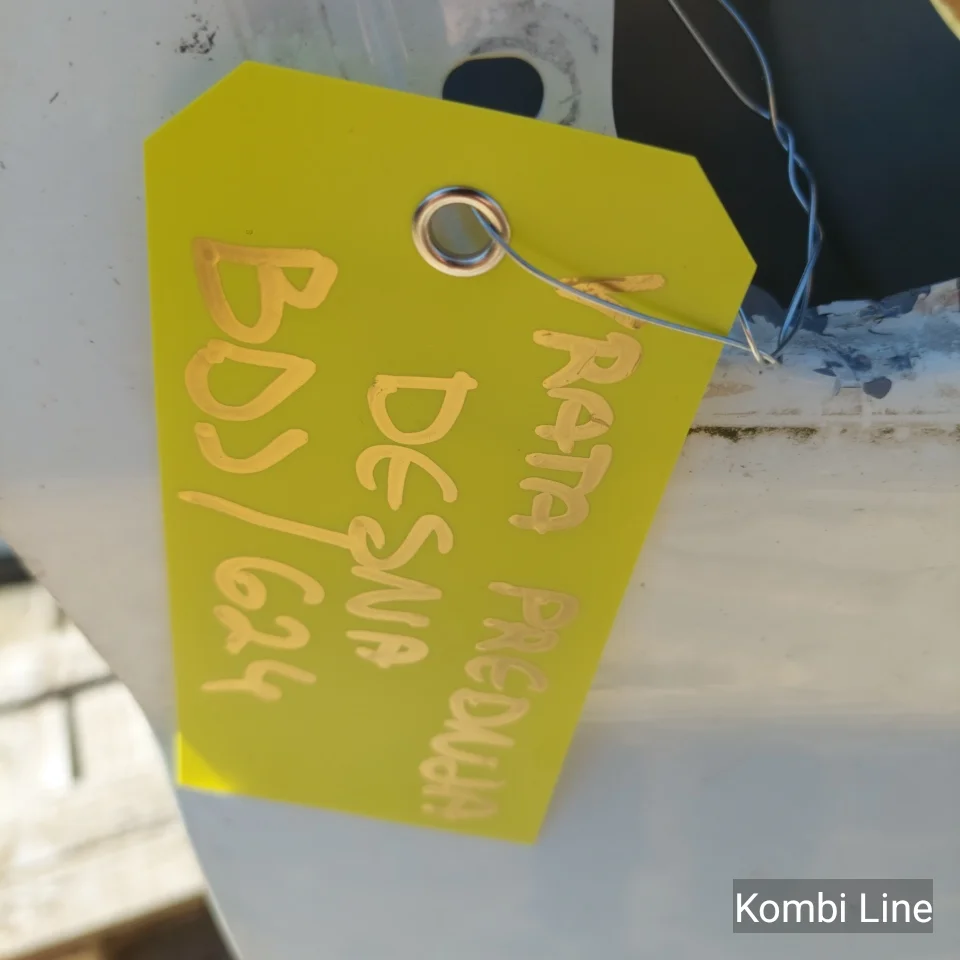 VRATA PREDNJA
DESNA
BDJ/624
Kombi Line